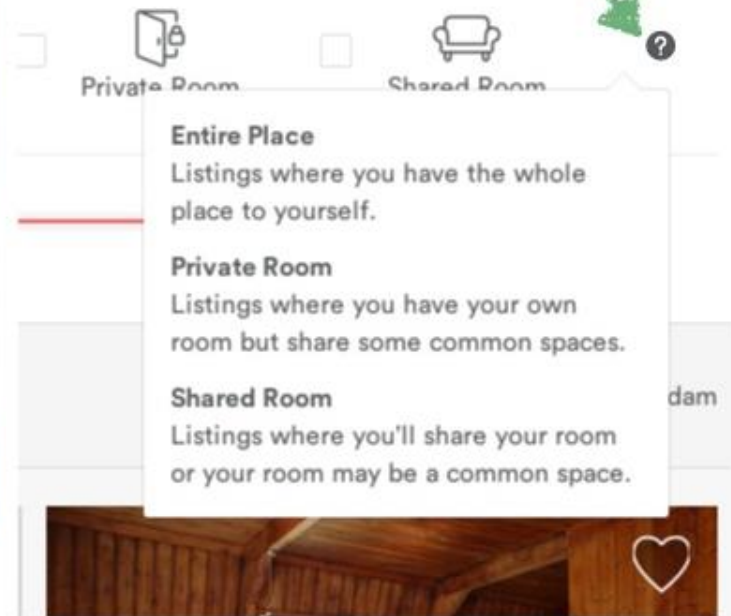 Private Room
Shared Room
?
Entire Place
Listings where you have the whole
place to yourself.
Private Room
Listings where you have your own
room but share some common spaces.
Shared Room
Listings where you'll share your room
or your room may be a common space.
dam